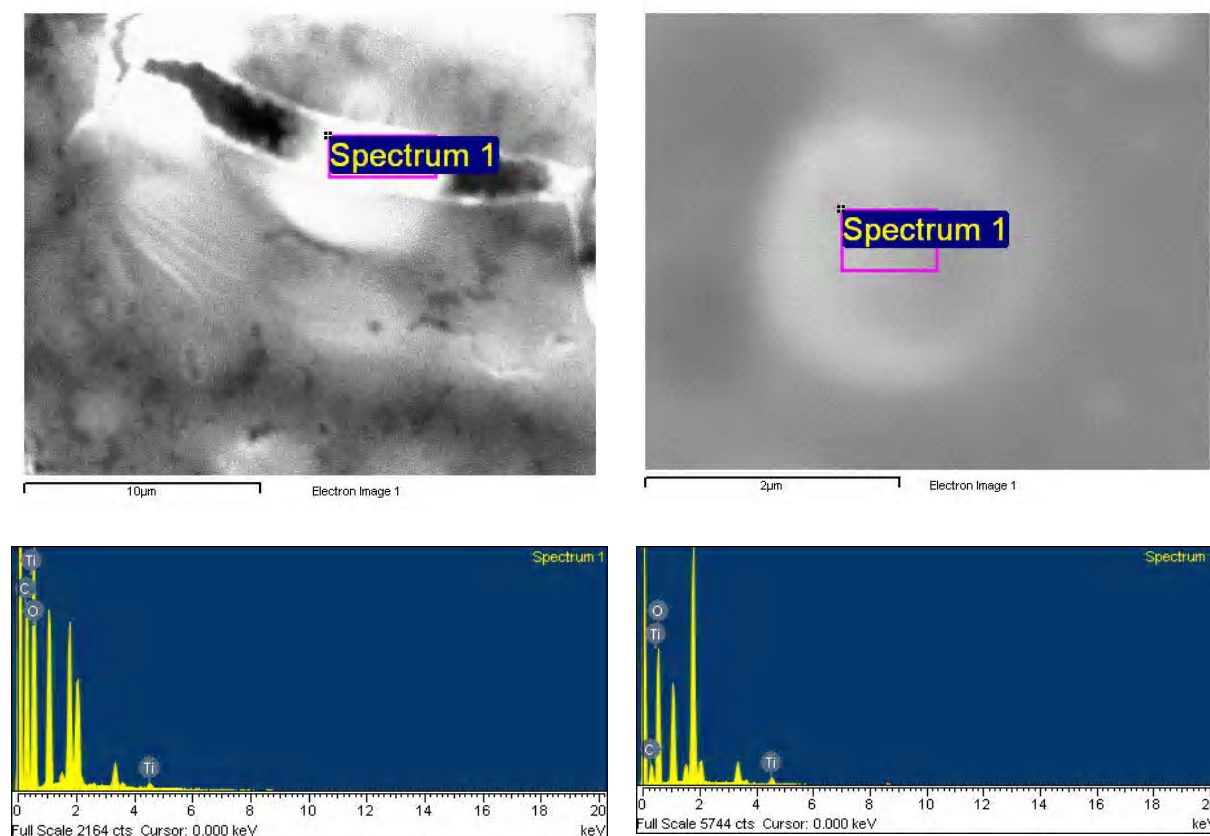 Spectrum 1
Spectrum 1
10µm
Electron Image 1
2µm
Electron Image 1
Spectrum 1
Ti
C
O
Ti
0 2 4 6 8 10 12 14 16 18 20
Full Scale 2164 cts Cursor: 0.000 keV
keV
Spectrum
O
Ti
C
Ti
0 2 4 6 8 10 12 14 16 18 20
Full Scale 5744 cts Cursor: 0.000 keV